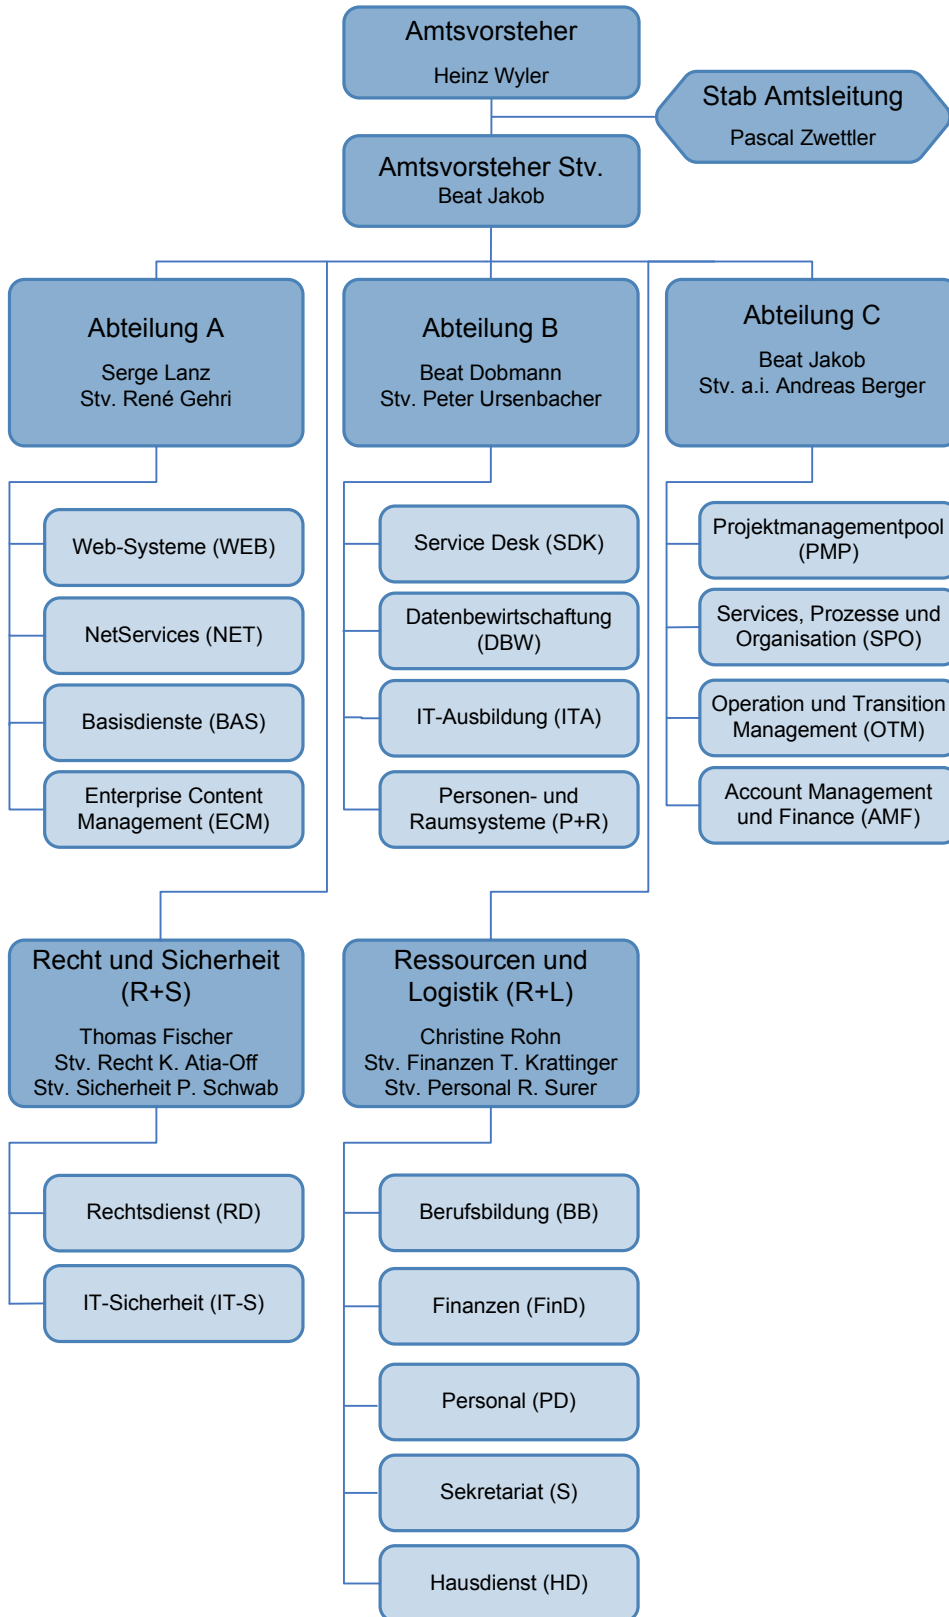 Amtsvorsteher
Heinz Wyler
Stab Amtsleitung
Pascal Zwettler
Amtsvorsteher Stv.
Beat Jakob
Abteilung A
Serge Lanz
Stv. René Gehri
Abteilung B
Beat Dobmann
Stv. Peter Ursenbacher
Abteilung C
Beat Jakob
Stv. a.i. Andreas Berger
Web-Systeme (WEB)
NetServices (NET)
Basisdienste (BAS)
Enterprise Content
Management (ECM)
Service Desk (SDK)
Datenbewirtschaftung
(DBW)
IT-Ausbildung (ITA)
Personen- und
Raumsysteme (P+R)
Projektmanagementpool
(PMP)
Services, Prozesse und
Organisation (SPO)
Operation und Transition
Management (OTM)
Account Management
und Finance (AMF)
Recht und Sicherheit
(R+S)
Thomas Fischer
Stv. Recht K. Atia-Off
Stv. Sicherheit P. Schwab
Ressourcen und
Logistik (R+L)
Christine Rohn
Stv. Finanzen T. Krattinger
Stv. Personal R. Surer
Rechtsdienst (RD)
IT-Sicherheit (IT-S)
Berufsbildung (BB)
Finanzen (FinD)
Personal (PD)
Sekretariat (S)
Hausdienst (HD)